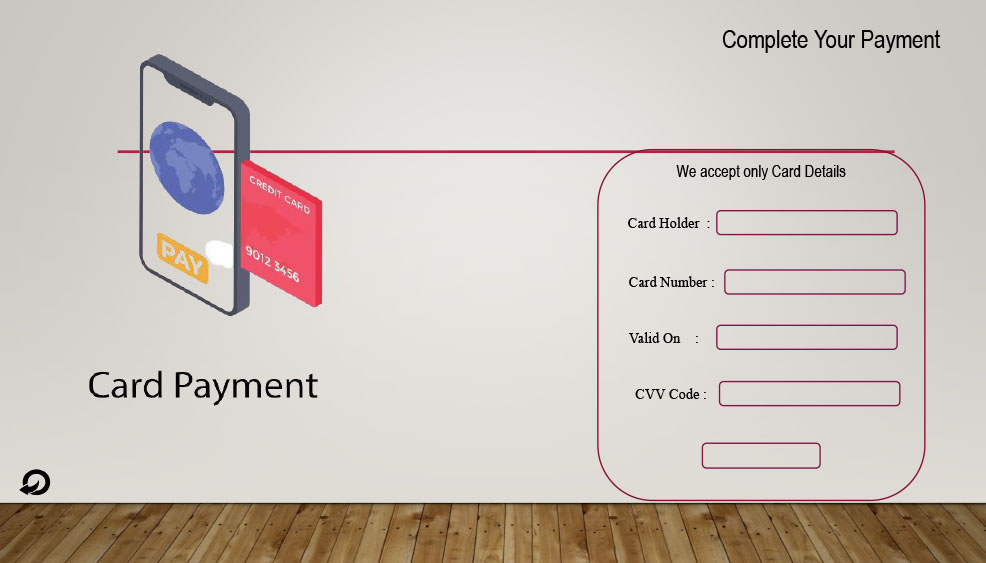 Complete Your Payment
We accept only Card Details
CREDIT CARD
9012 3456
PAY
Card Holder :
Card Number :
Valid On :
CVV Code :
Card Payment